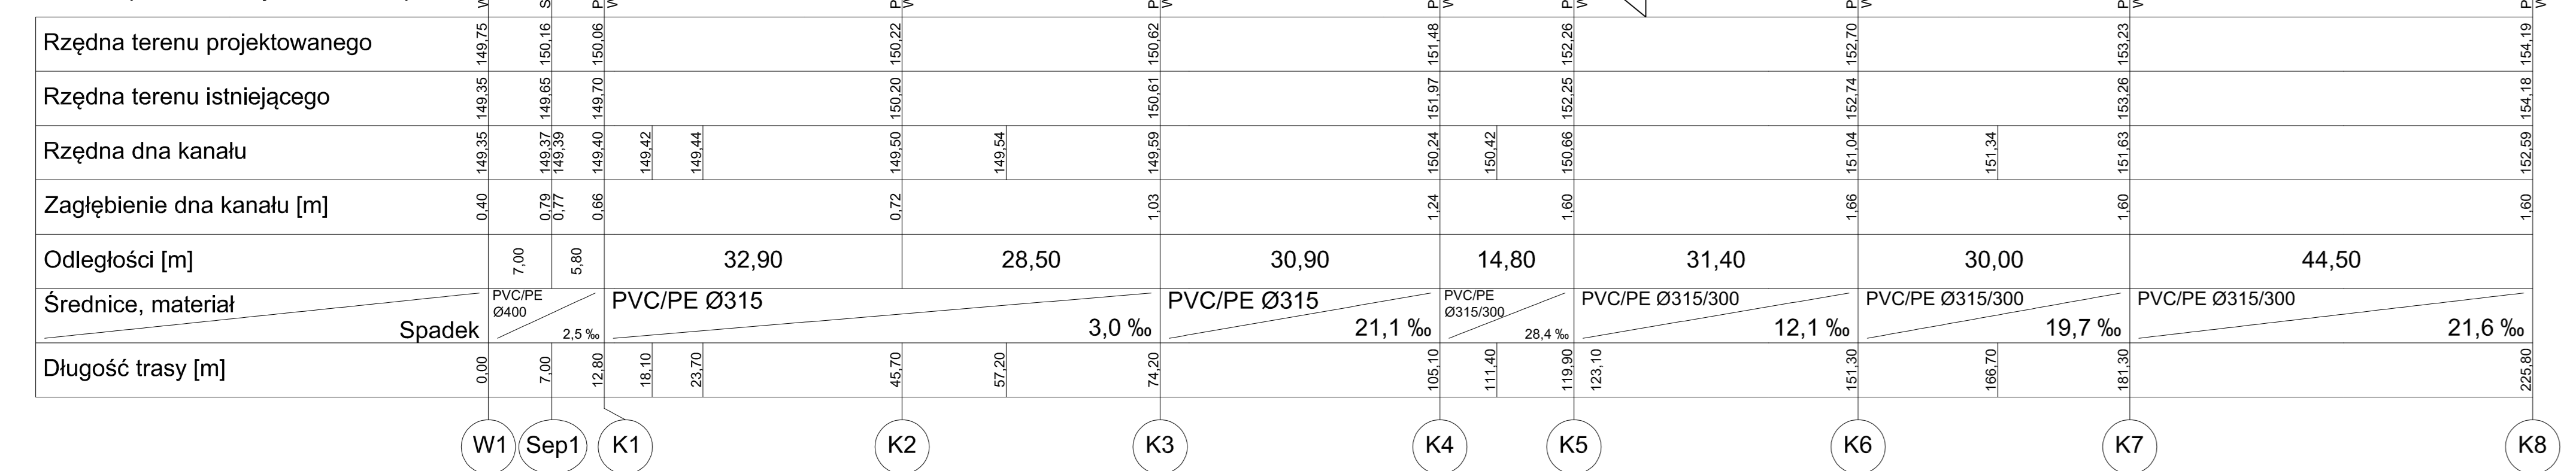 Rzędna terenu projektowanego 149,75 150,16 150,06 150,22 150,62 151,48 152,26 152,70 153,23 154,19
Rzędna terenu istniejącego 149,35 149,65 149,70 150,20 150,61 151,97 152,25 152,74 153,26 154,18
Rzędna dna kanału 149,35 149,37 149,39 149,40 149,42 149,44 149,50 149,54 149,59 150,24 150,42 150,66 151,04 151,34 151,63 152,59
Zagłębienie dna kanału [m] 0,40 0,79 0,77 0,66 0,72 1,03 1,24 1,60 1,66 1,60 1,60
Odległości [m] 7,00 5,80 32,90 28,50 30,90 14,80 31,40 30,00 44,50
Średnice, materiał PVC/PE Ø400 PVC/PE Ø315 PVC/PE Ø315 PVC/PE Ø315/300 PVC/PE Ø315/300 PVC/PE Ø315/300 PVC/PE Ø315/300
Spadek 2,5 ‰ 3,0 ‰ 21,1 ‰ 28,4 ‰ 12,1 ‰ 19,7 ‰ 21,6 ‰
Długość trasy [m] 0,00 7,00 12,80 18,10 23,70 45,70 57,20 74,20 105,10 111,40 119,90 123,10 151,30 166,70 181,30 225,80
W1 Sep1 K1 K2 K3 K4 K5 K6 K7 K8